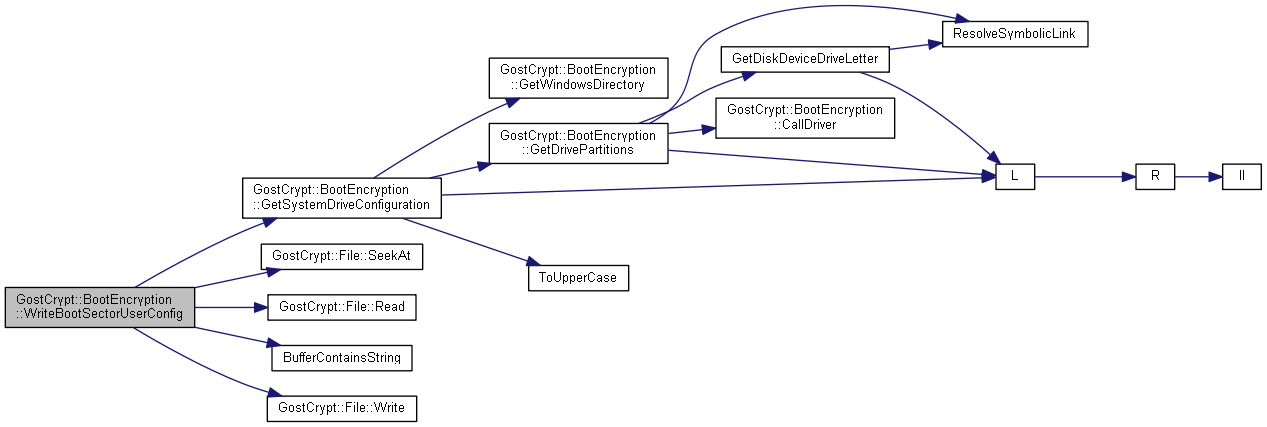 ResolveSymbolicLink
GetDiskDeviceDriveLetter
GostCrypt::BootEncryption
::GetWindowsDirectory
GostCrypt::BootEncryption
::CallDriver
GostCrypt::BootEncryption
::GetDrivePartitions
L
R
ll
GostCrypt::BootEncryption
::GetSystemDriveConfiguration
GostCrypt::File::SeekAt
ToUpperCase
GostCrypt::BootEncryption
::WriteBootSectorUserConfig
GostCrypt::File::Read
BufferContainsString
GostCrypt::File::Write